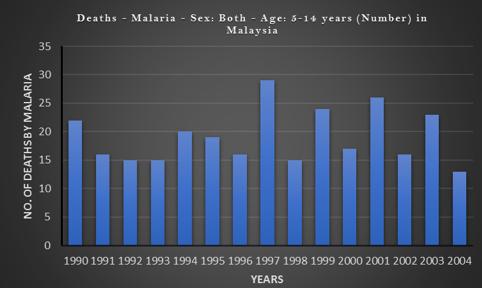 Deaths - Malaria - Sex: Both - Age: 5-14 years (Number) in
Malaysia
35
30
25
20
15
10
5
0
NO. OF DEATHS BY MALARIA
1990 1991 1992 1993 1994 1995 1996 1997 1998 1999 2000 2001 2002 2003 2004
YEARS